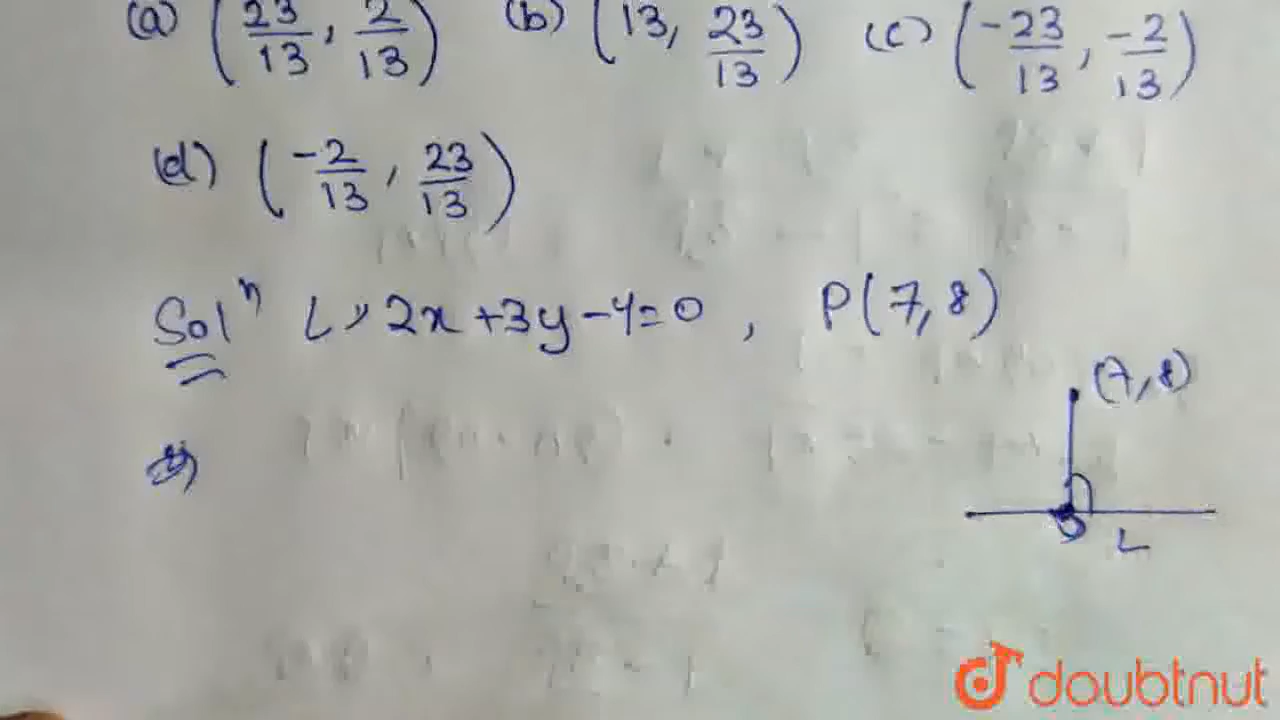 (a) (23/13, 2/13) (b) (13, 23/13) (c) (-23/13, -2/13)
(d) (-2/13, 23/13)
Solⁿ L → 2x+3y-4=0, P(7,8)
(7,8)
L
doubtnut